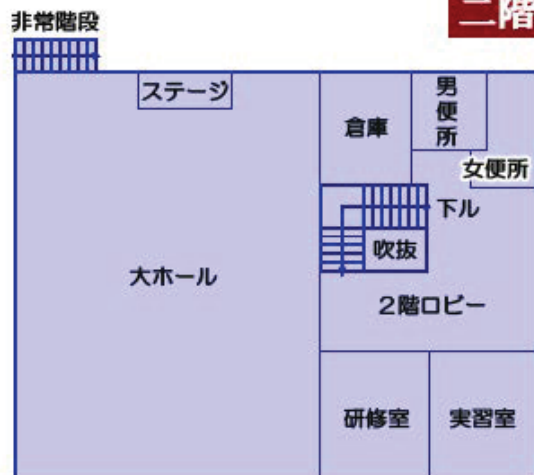 二階
非常階段
ステージ
倉庫
男便所
女便所
下ル
吹抜
大ホール
2階ロビー
研修室
実習室